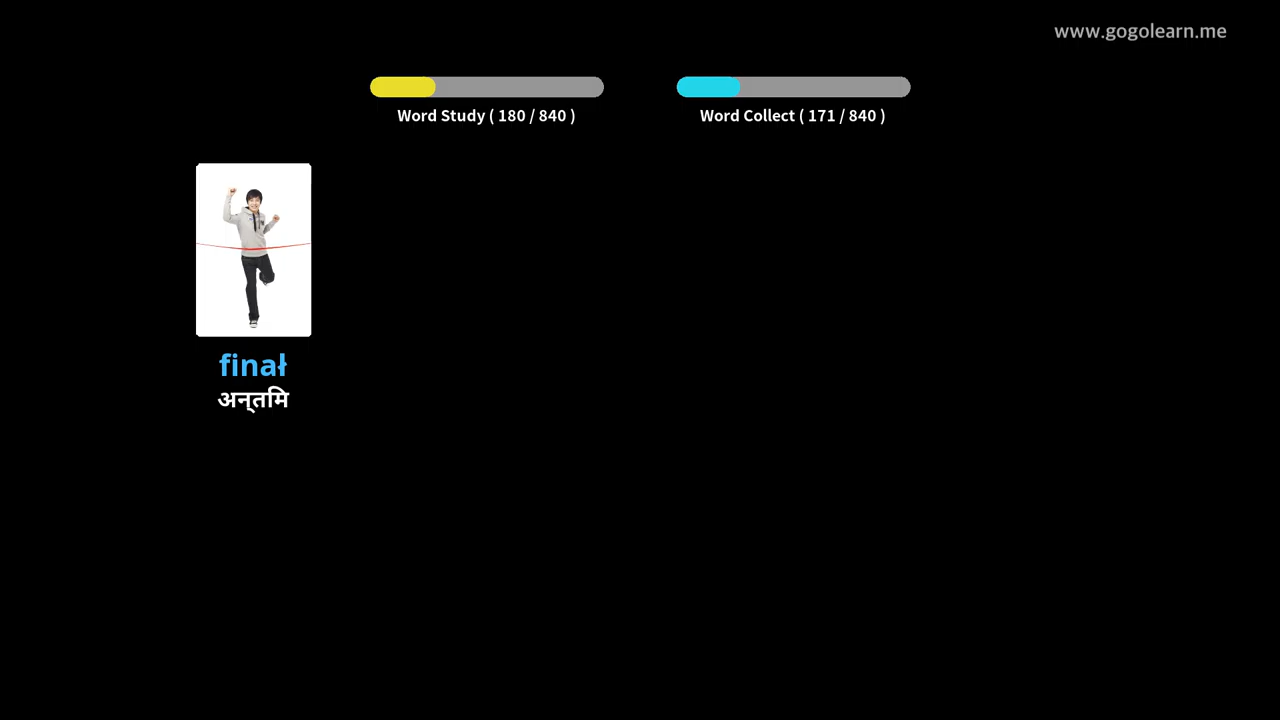 www.gogolearn.me
Word Study ( 180 / 840 )
Word Collect ( 171 / 840 )
finał
अन्तमि